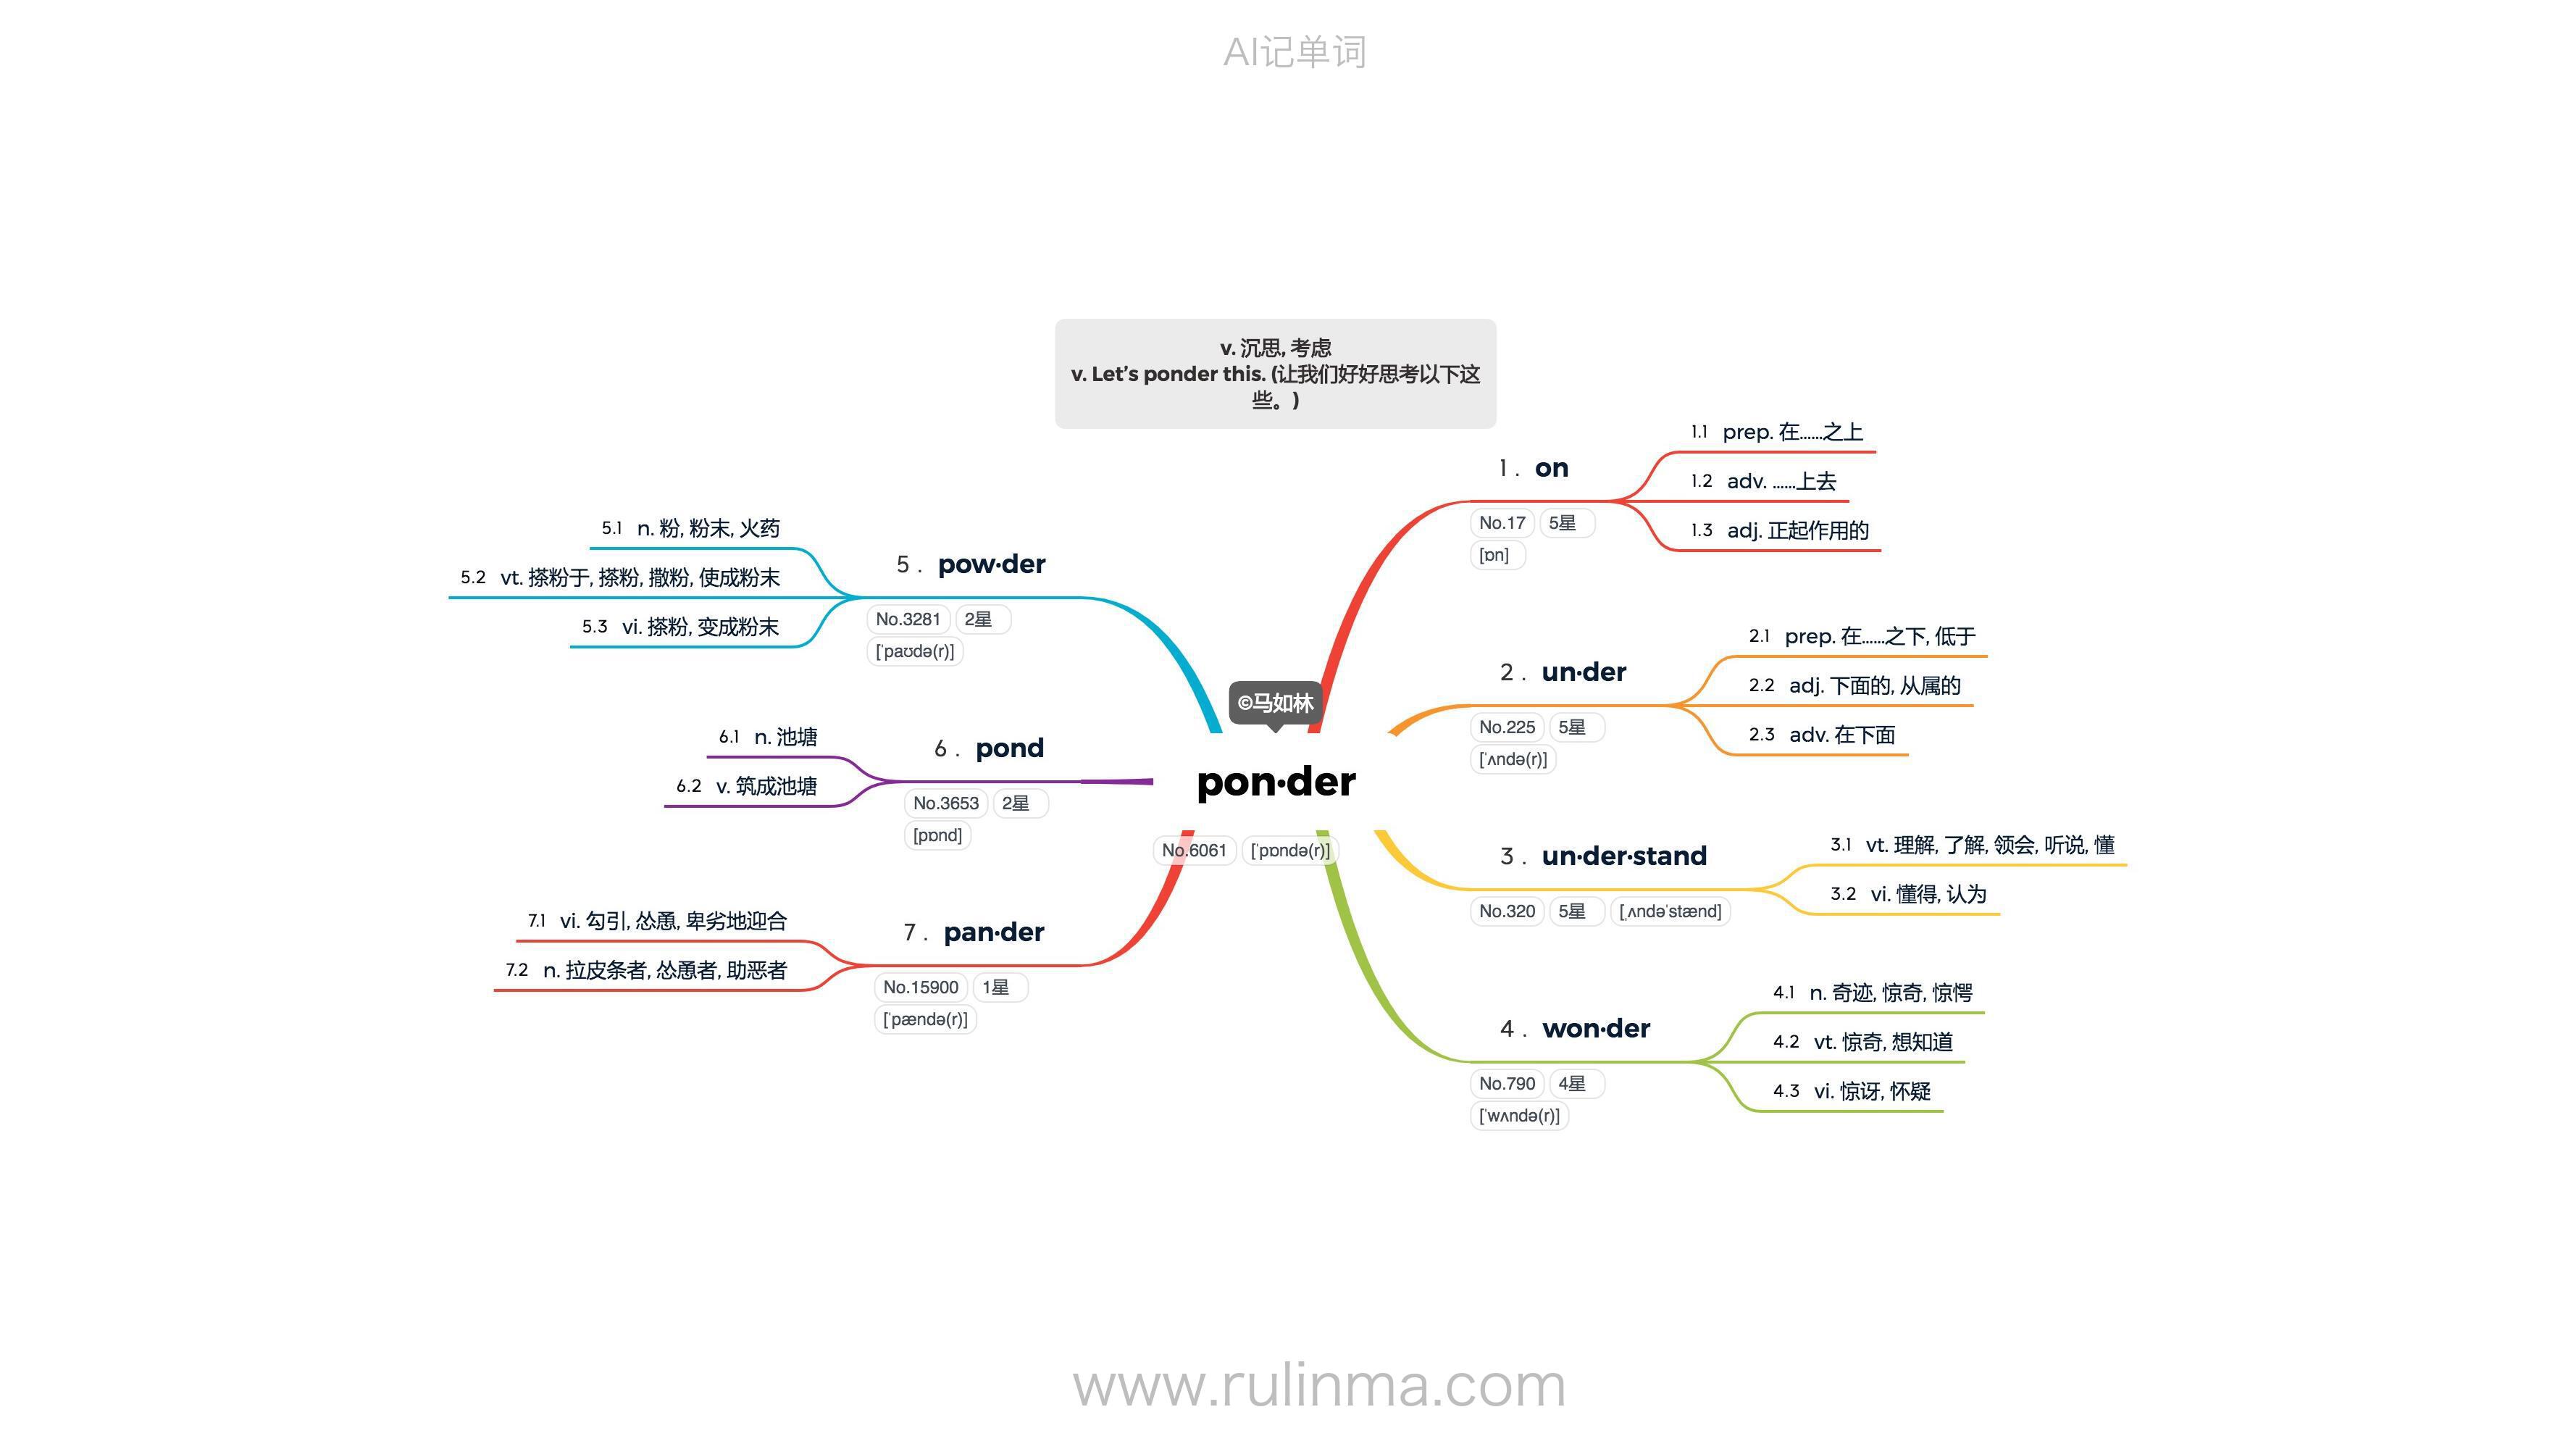 AI记单词
v. 沉思, 考虑
v. Let’s ponder this. (让我们好好思考以下这
些。)
©马如林
pon·der
No.6061 [ˈpɒndə(r)]
1 . on
No.17 5星
[ɒn]
1.1 prep. 在……之上
1.2 adv. ……上去
1.3 adj. 正起作用的
2 . un·der
No.225 5星
[ˈʌndə(r)]
2.1 prep. 在……之下, 低于
2.2 adj. 下面的, 从属的
2.3 adv. 在下面
3 . un·der·stand
No.320 5星 [ˌʌndəˈstænd]
3.1 vt. 理解, 了解, 领会, 听说, 懂
3.2 vi. 懂得, 认为
4 . won·der
No.790 4星
[ˈwʌndə(r)]
4.1 n. 奇迹, 惊奇, 惊愕
4.2 vt. 惊奇, 想知道
4.3 vi. 惊讶, 怀疑
5 . pow·der
No.3281 2星
[ˈpaʊdə(r)]
5.1 n. 粉, 粉末, 火药
5.2 vt. 搽粉于, 搽粉, 撒粉, 使成粉末
5.3 vi. 搽粉, 变成粉末
6 . pond
No.3653 2星
[pɒnd]
6.1 n. 池塘
6.2 v. 筑成池塘
7 . pan·der
No.15900 1星
[ˈpændə(r)]
7.1 vi. 勾引, 怂恿, 卑劣地迎合
7.2 n. 拉皮条者, 怂恿者, 助恶者
www.rulinma.com